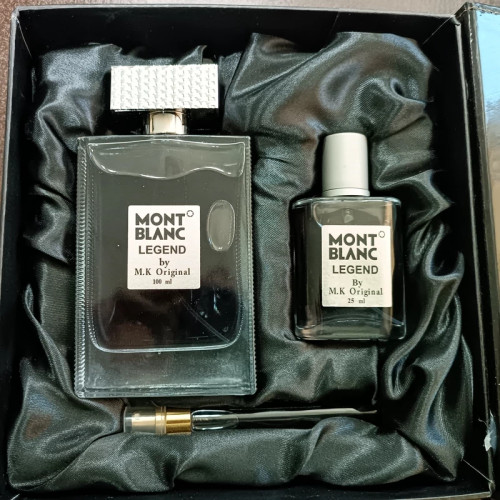 MONT°
BLANC
LEGEND
by
M.K Original
100 ml
MONT°
BLANC
LEGEND
By
M.K Original
25 ml